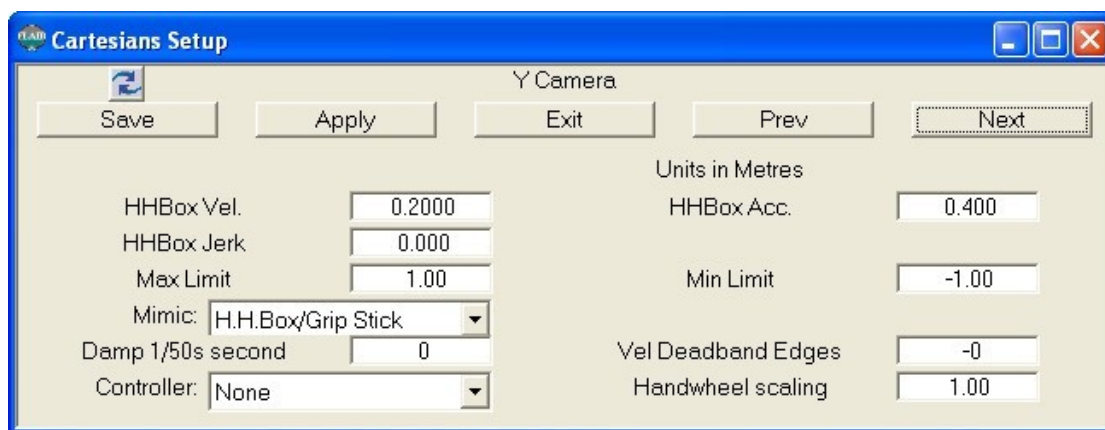 Cartesians Setup
Y Camera
Save Apply Exit Prev Next
Units in Metres
HHBox Vel. 0.2000 HHBox Acc. 0.400
HHBox Jerk 0.000
Max Limit 1.00 Min Limit -1.00
Mimic: H.H.Box/Grip Stick
Damp 1/50s second 0 Vel Deadband Edges -0
Controller: None Handwheel scaling 1.00